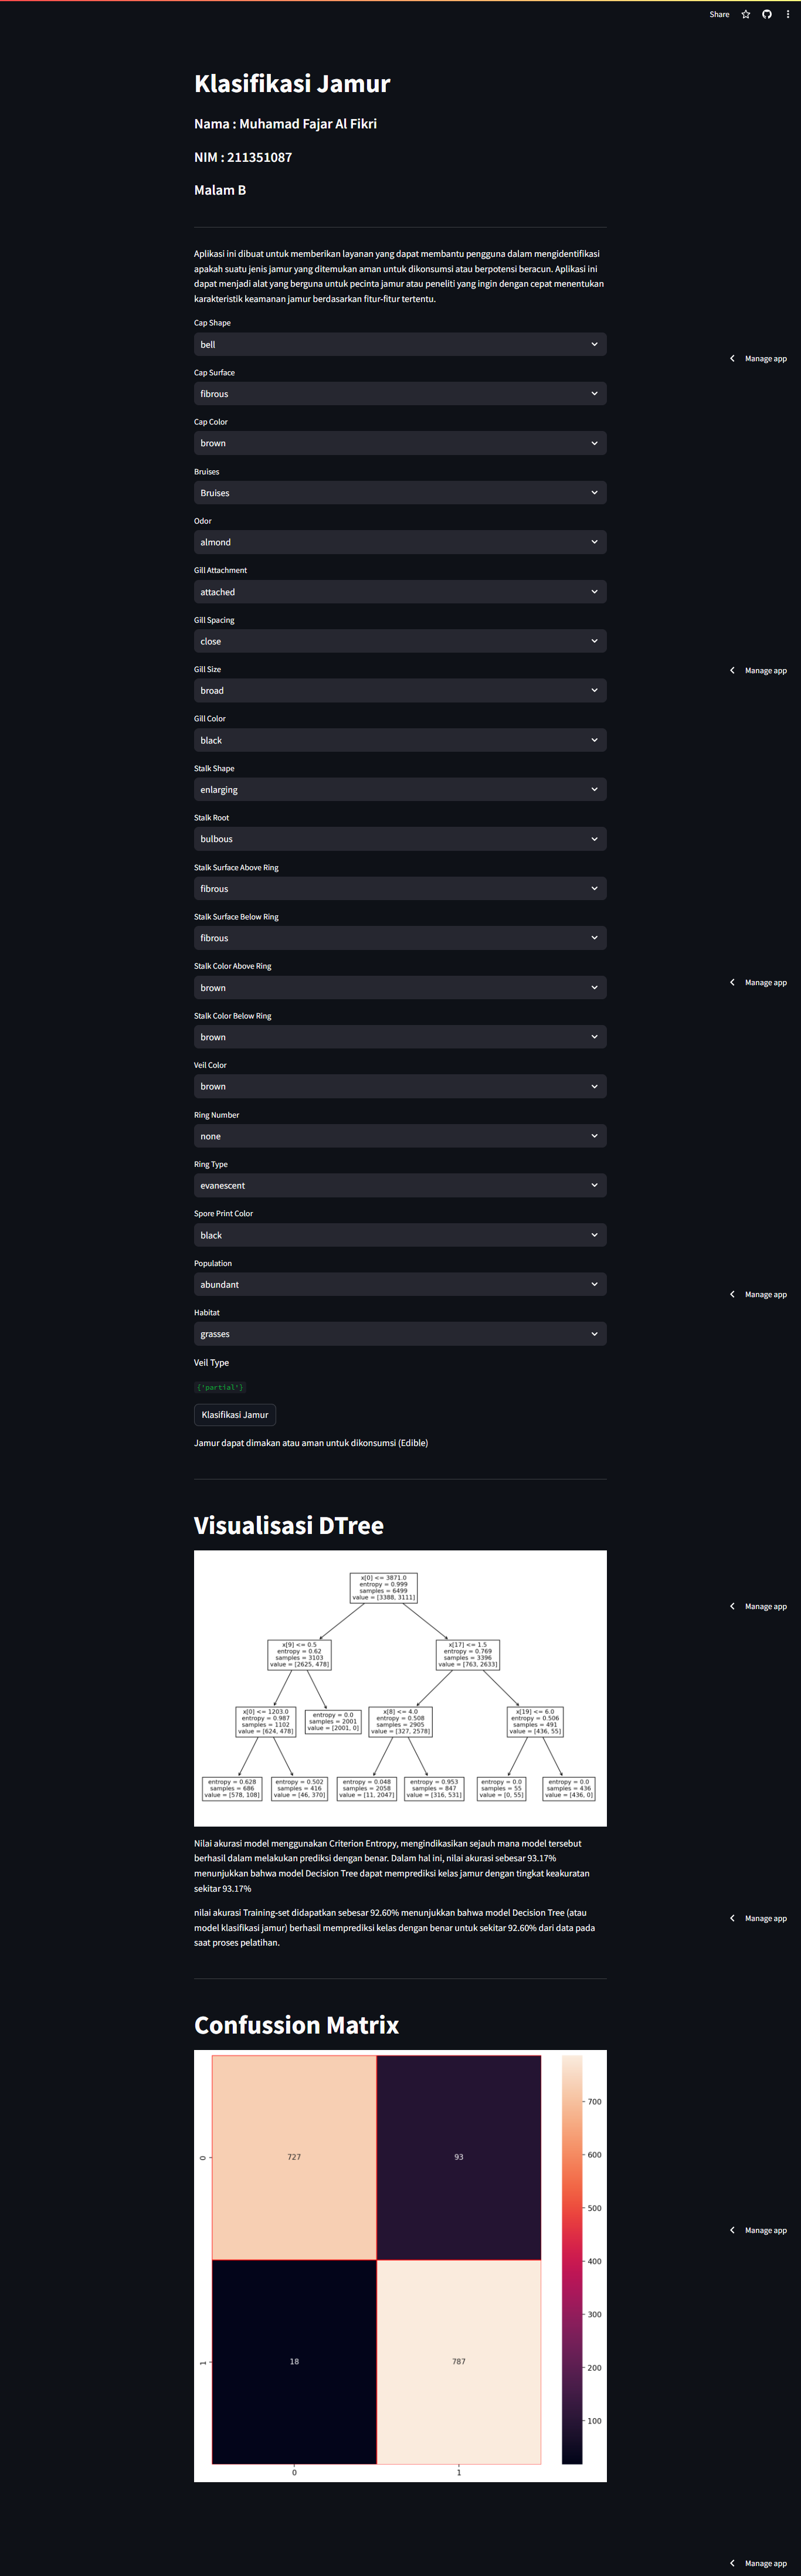 Share
Klasifikasi Jamur
Nama : Muhamad Fajar Al Fikri
NIM : 211351087
Malam B
Aplikasi ini dibuat untuk memberikan layanan yang dapat membantu pengguna dalam mengidentifikasi
apakah suatu jenis jamur yang ditemukan aman untuk dikonsumsi atau berpotensi beracun. Aplikasi ini
dapat menjadi alat yang berguna untuk pecinta jamur atau peneliti yang ingin dengan cepat menentukan
karakteristik keamanan jamur berdasarkan fitur-fitur tertentu.
Cap Shape
bell
Manage app
Cap Surface
fibrous
Cap Color
brown
Bruises
Bruises
Odor
almond
Gill Attachment
attached
Gill Spacing
close
Gill Size
Manage app
broad
Gill Color
black
Stalk Shape
enlarging
Stalk Root
bulbous
Stalk Surface Above Ring
fibrous
Stalk Surface Below Ring
fibrous
Stalk Color Above Ring
Manage app
brown
Stalk Color Below Ring
brown
Veil Color
brown
Ring Number
none
Ring Type
evanescent
Spore Print Color
black
Population
abundant
Manage app
Habitat
grasses
Veil Type
{'partial'}
Klasifikasi Jamur
Jamur dapat dimakan atau aman untuk dikonsumsi (Edible)
Visualisasi DTree
Manage app
x[0] <= 3871.0
entropy = 0.999
samples = 6499
value = [3388, 3111]
x[9] <= 0.5
entropy = 0.62
samples = 3103
value = [2625, 478]
x[17] <= 1.5
entropy = 0.769
samples = 3396
value = [763, 2633]
x[0] <= 1203.0
entropy = 0.987
samples = 1102
value = [624, 478]
entropy = 0.0
samples = 2001
value = [2001, 0]
x[8] <= 4.0
entropy = 0.508
samples = 2905
value = [327, 2578]
x[19] <= 6.0
entropy = 0.506
samples = 491
value = [436, 55]
entropy = 0.628
samples = 686
value = [578, 108]
entropy = 0.502
samples = 416
value = [46, 370]
entropy = 0.048
samples = 2058
value = [11, 2047]
entropy = 0.953
samples = 847
value = [316, 531]
entropy = 0.0
samples = 55
value = [0, 55]
entropy = 0.0
samples = 436
value = [436, 0]
Nilai akurasi model menggunakan Criterion Entropy, mengindikasikan sejauh mana model tersebut
berhasil dalam melakukan prediksi dengan benar. Dalam hal ini, nilai akurasi sebesar 93.17%
menunjukkan bahwa model Decision Tree dapat memprediksi kelas jamur dengan tingkat keakuratan
sekitar 93.17%
nilai akurasi Training-set didapatkan sebesar 92.60% menunjukkan bahwa model Decision Tree (atau
Manage app
model klasifikasi jamur) berhasil memprediksi kelas dengan benar untuk sekitar 92.60% dari data pada
saat proses pelatihan.
Confussion Matrix
727
93
18
787
0
1
0
1
700
600
500
400
300
200
100
Manage app
Manage app